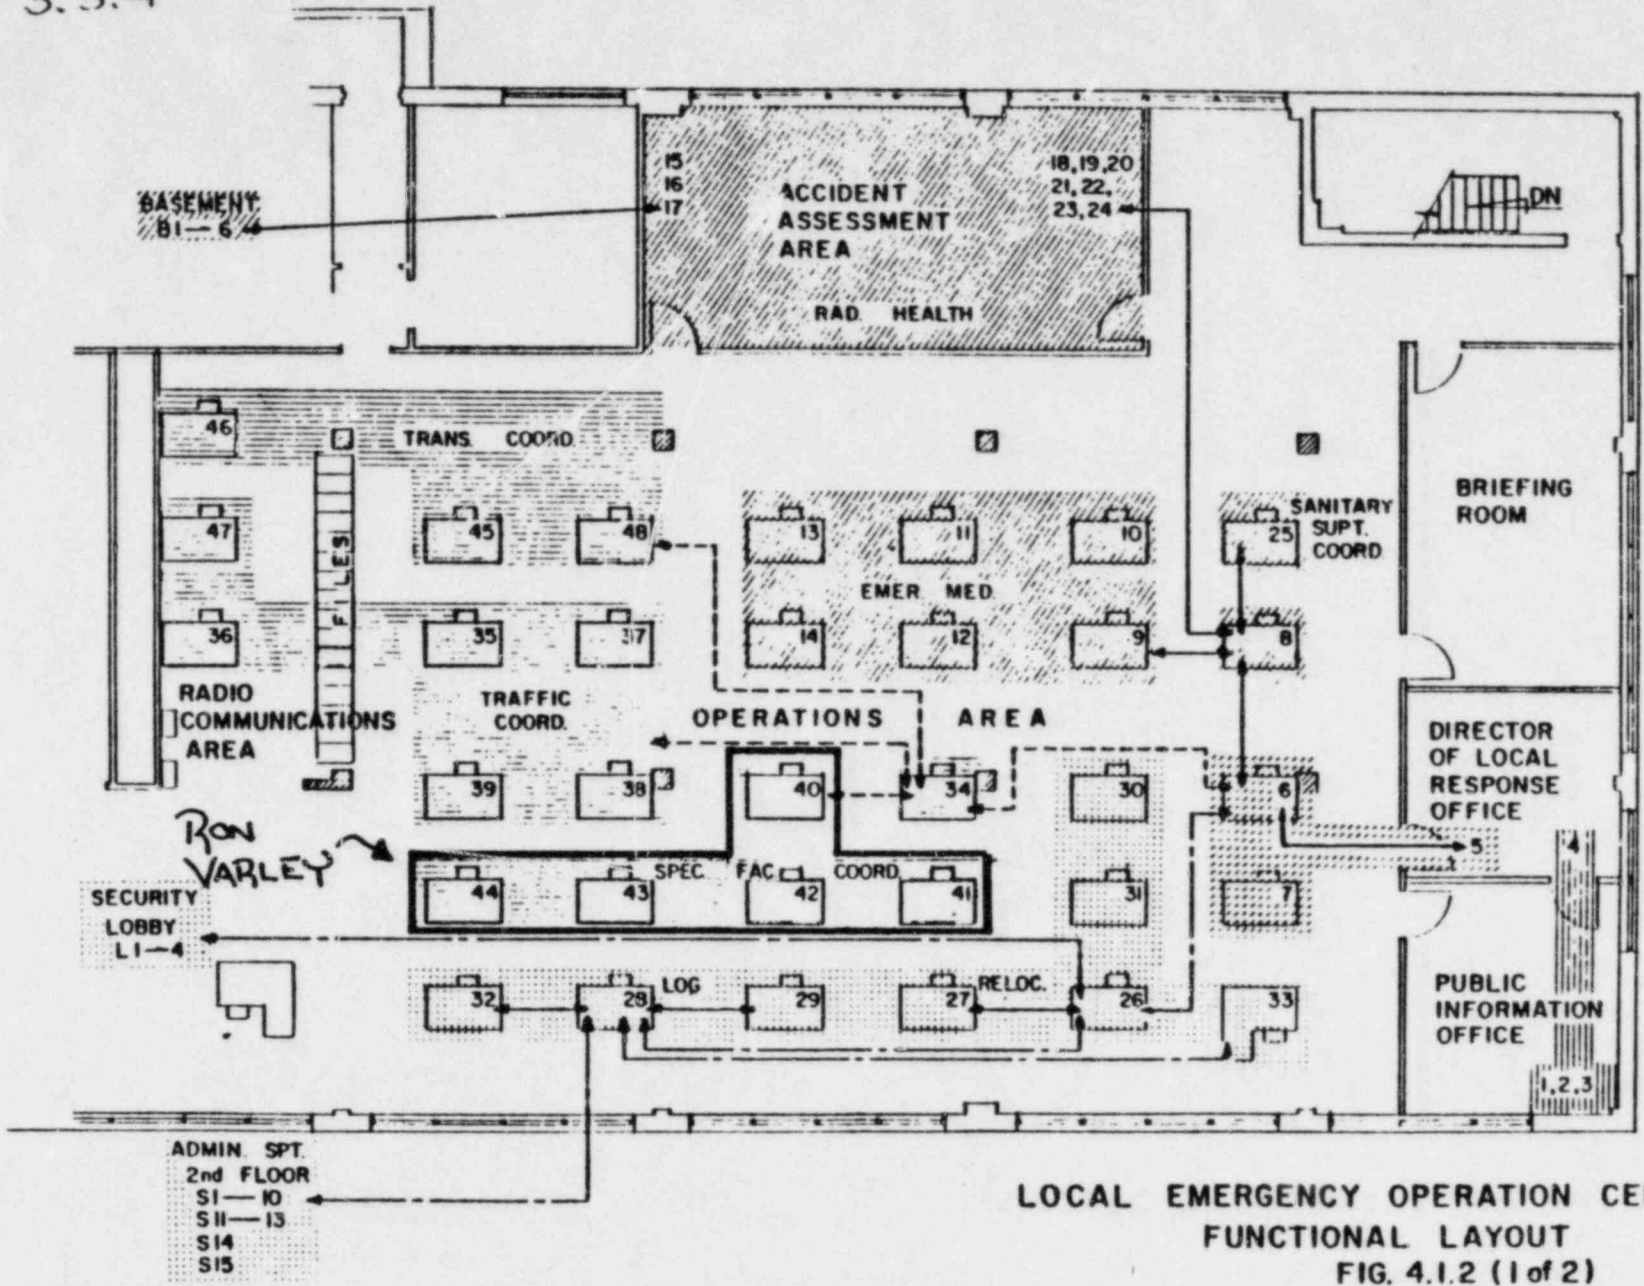 3.3.4
15
16
17
ACCIDENT
ASSESSMENT
AREA
18,19,20
21, 22,
23,24
BASEMENT
B1—6
DN
RAD. HEALTH
46
TRANS. COORD.
47
45
48
13
11
10
25
SANITARY
SUPT.
COORD
BRIEFING
ROOM
FILES
EMER MED.
36
35
37
14
12
9
8
RADIO
COMMUNICATIONS
AREA
TRAFFIC
COORD.
OPERATIONS AREA
DIRECTOR
OF LOCAL
RESPONSE
OFFICE
39
38
40
34
30
6
5
4
RON
VARLEY
SPEC FAC COORD.
44
43
42
41
31
7
SECURITY
LOBBY
L1—4
32
28
LOG
29
27
RELOC.
26
33
PUBLIC
INFORMATION
OFFICE
1,2,3
ADMIN. SPT.
2nd FLOOR
S1—10
S11—13
S14
S15
LOCAL EMERGENCY OPERATION CE
FUNCTIONAL LAYOUT
FIG. 4.1.2 (1 of 2)